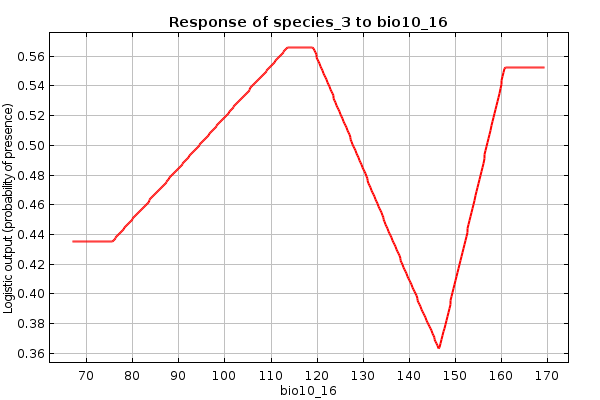 Response of species_3 to bio10_16
Logistic output (probability of presence)
0.56
0.54
0.52
0.50
0.48
0.46
0.44
0.42
0.40
0.38
0.36
70 80 90 100 110 120 130 140 150 160 170
bio10_16